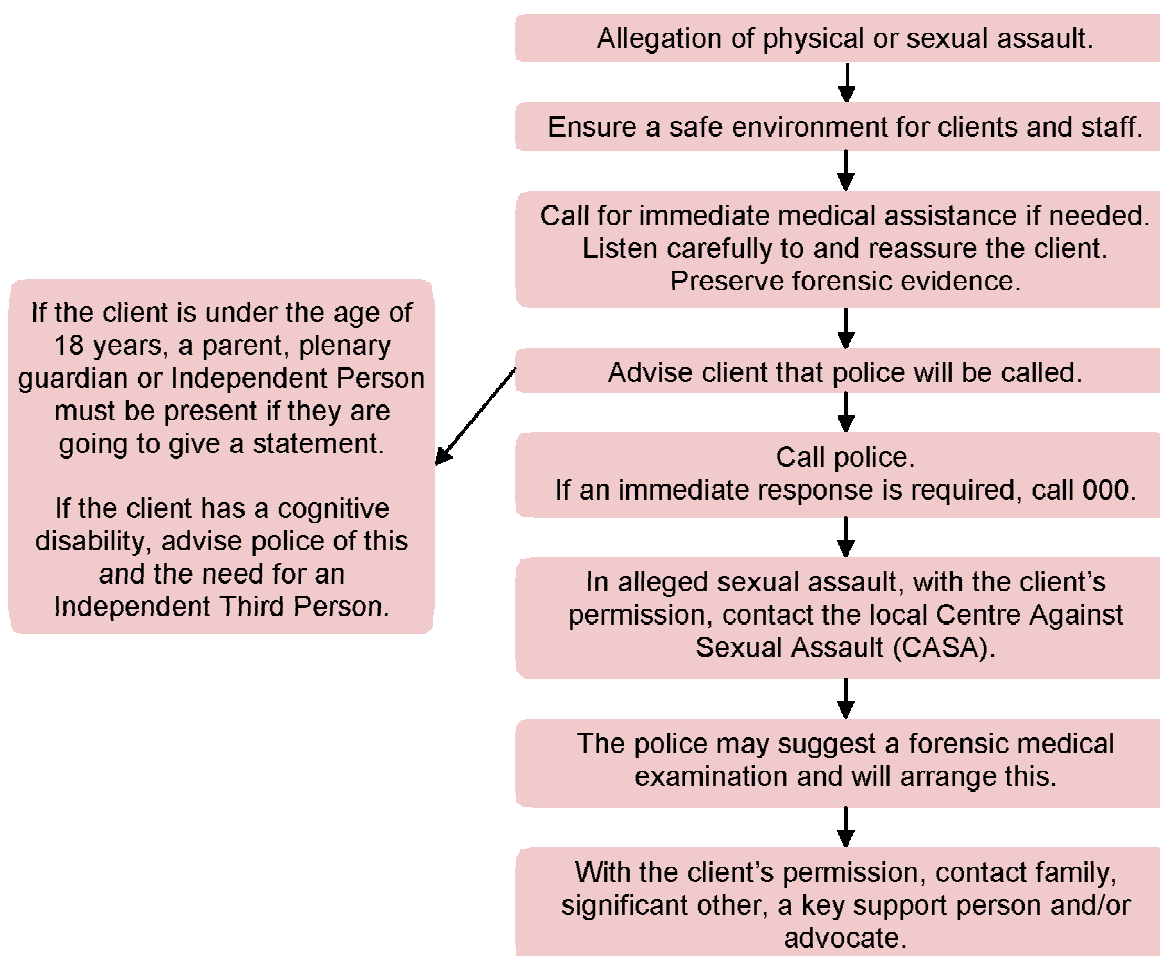 Allegation of physical or sexual assault.
Ensure a safe environment for clients and staff.
Call for immediate medical assistance if needed.
Listen carefully to and reassure the client.
Preserve forensic evidence.
Advise client that police will be called.
If the client is under the age of
18 years, a parent, plenary
guardian or Independent Person
must be present if they are
going to give a statement.
If the client has a cognitive
disability, advise police of this
and the need for an
Independent Third Person.
Call police.
If an immediate response is required, call 000.
In alleged sexual assault, with the client’s
permission, contact the local Centre Against
Sexual Assault (CASA).
The police may suggest a forensic medical
examination and will arrange this.
With the client’s permission, contact family,
significant other, a key support person and/or
advocate.